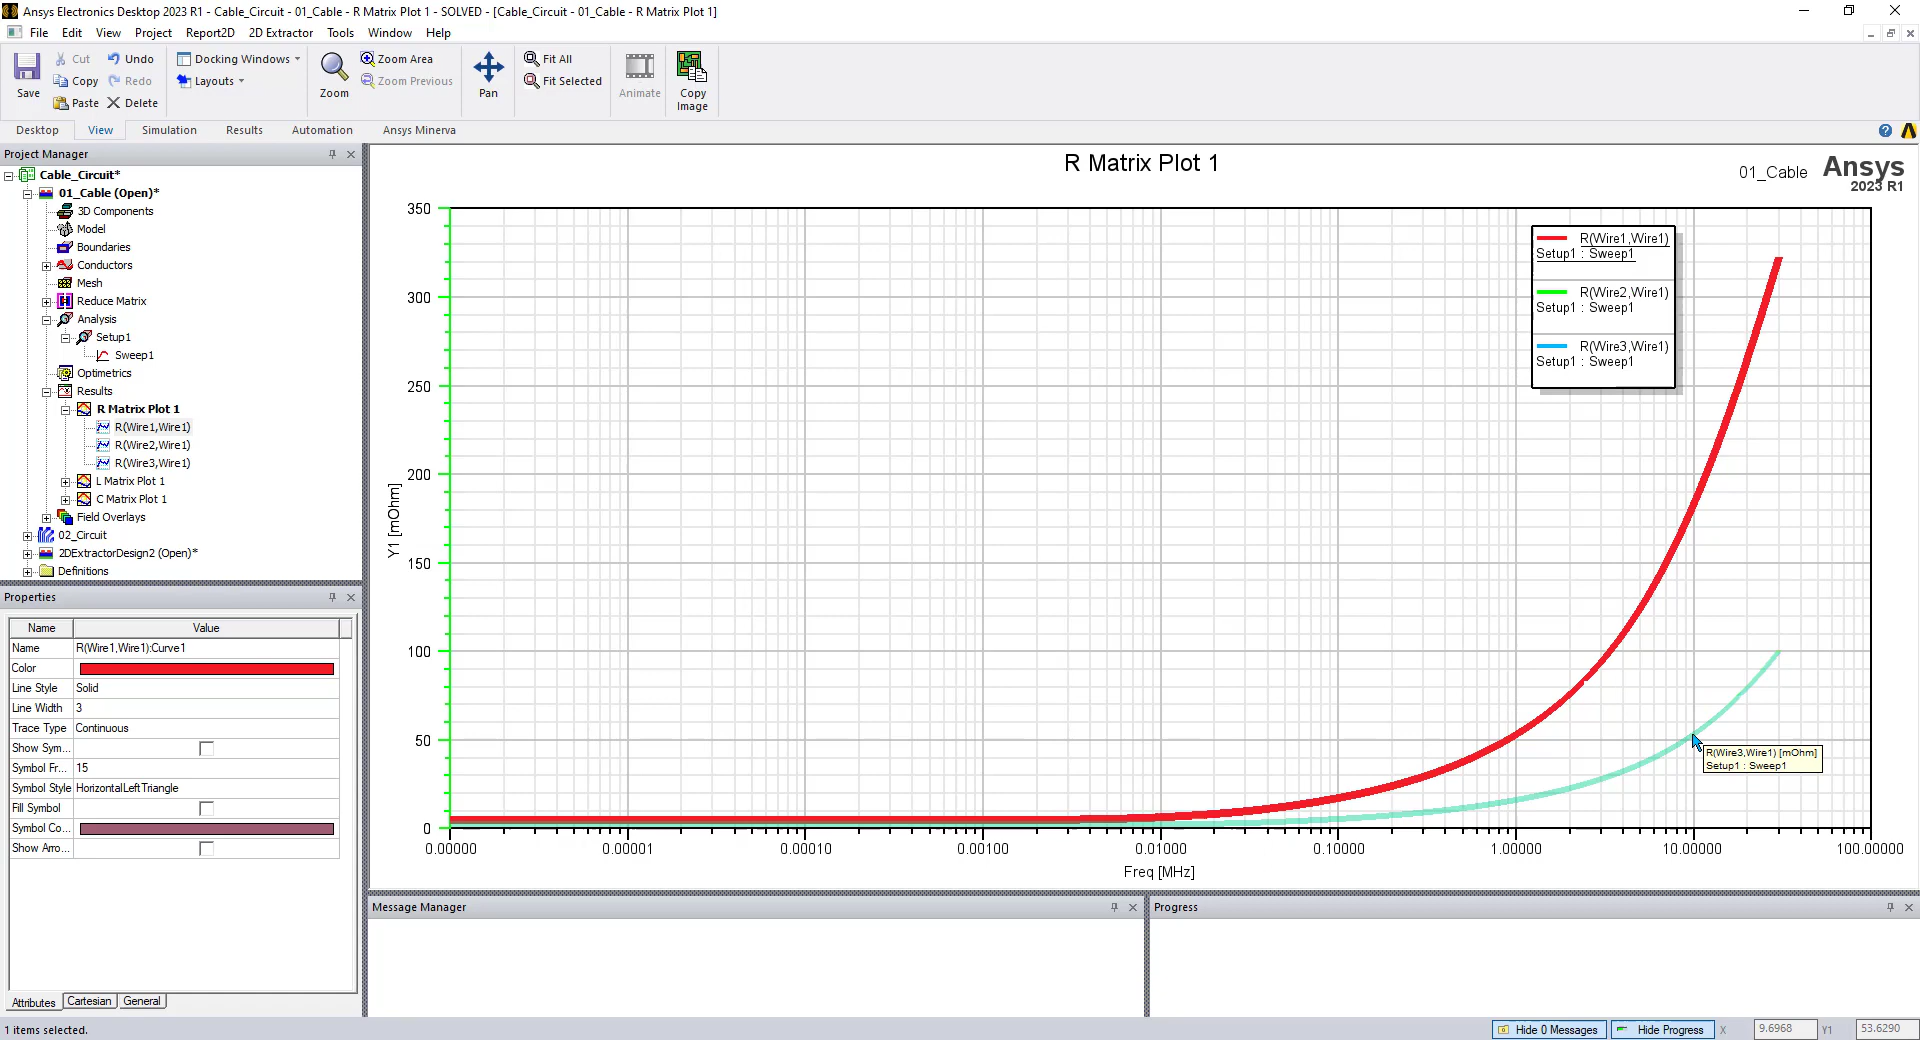 Ansys Electronics Desktop 2023 R1 - Cable_Circuit - 01_Cable - R Matrix Plot 1 - SOLVED - [Cable_Circuit - 01_Cable - R Matrix Plot 1]
File Edit View Project Report2D 2D Extractor Tools Window Help
Save
Cut
Copy
Paste
Undo
Redo
Delete
Docking Windows
Layouts
Zoom
Zoom Area
Zoom Previous
Pan
Fit All
Fit Selected
Animate
Copy
Image
Desktop View Simulation Results Automation Ansys Minerva
Project Manager
Cable_Circuit*
01_Cable (Open)*
3D Components
Model
Boundaries
Conductors
Mesh
Reduce Matrix
Analysis
Setup1
Sweep1
Optimetrics
Results
R Matrix Plot 1
R(Wire1,Wire1)
R(Wire2,Wire1)
R(Wire3,Wire1)
L Matrix Plot 1
C Matrix Plot 1
Field Overlays
02_Circuit
2DExtractorDesign2 (Open)*
Definitions
Properties
Name Value
Name R(Wire1,Wire1):Curve1
Color
Line Style Solid
Line Width 3
Trace Type Continuous
Show Sym...
Symbol Fr... 15
Symbol Style HorizontalLeftTriangle
Fill Symbol
Symbol Co...
Show Arro...
Attributes Cartesian General
R Matrix Plot 1
01_Cable
Ansys
2023 R1
350
300
250
200
150
100
50
0
Y1 [mOhm]
R(Wire1,Wire1)
Setup1 : Sweep1
R(Wire2,Wire1)
Setup1 : Sweep1
R(Wire3,Wire1)
Setup1 : Sweep1
R(Wire3,Wire1) [mOhm]
Setup1 : Sweep1
0.00000 0.00001 0.00010 0.00100 0.01000 0.10000 1.00000 10.00000 100.00000
Freq [MHz]
Message Manager
Progress
1 items selected.
Hide 0 Messages Hide Progress X 9.6968 Y1 53.6290